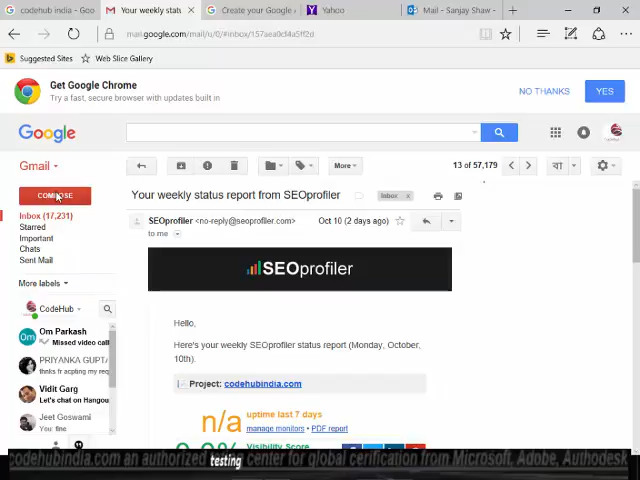 codehub india - Goo
Your weekly statu
Create your Google
Yahoo
Mail - Sanjay Shaw -
mail.google.com/mail/u/0/#inbox/157aea0cf4a5ff2d
Suggested Sites
Web Slice Gallery
Get Google Chrome
Try a fast, secure browser with updates built in
NO THANKS
YES
Google
Gmail
More
13 of 57,179
COMPOSE
Your weekly status report from SEOprofiler
Inbox x
Inbox (17,231)
Starred
Important
Chats
Sent Mail
More labels
SEOprofiler <no-reply@seoprofiler.com>
Oct 10 (2 days ago)
to me
SEOprofiler
Hello,
Here's your weekly SEOprofiler status report (Monday, October,
10th).
Project: codehubindia.com
n/a uptime last 7 days
manage monitors • PDF report
Visibility Score
CodeHub
Om Parkash
Missed video call
PRIYANKA GUPTA
thnks fr acpting my req
Vidit Garg
Let's chat on Hangou
Jeet Goswami
You: fine
codehubindia.com an authorized testing center for global cerification from Microsoft, Adobe, Authodesk